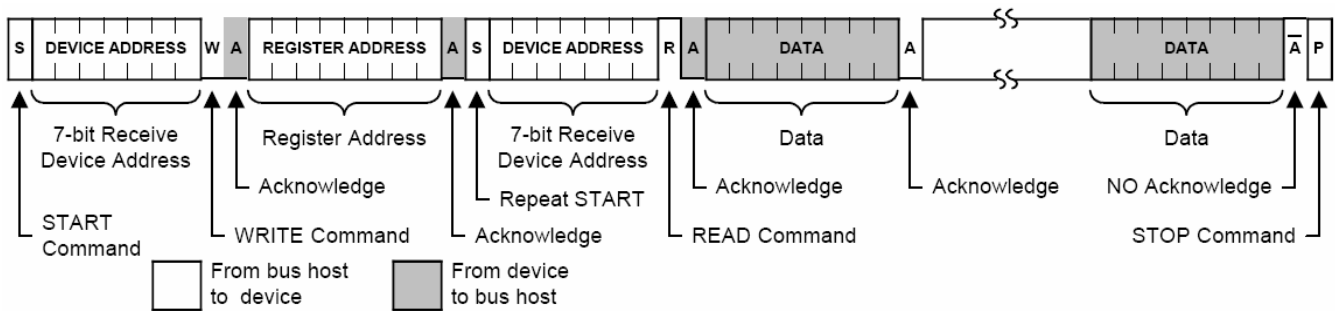 S DEVICE ADDRESS W A REGISTER ADDRESS A S DEVICE ADDRESS R A DATA A DATA A̅ P
7-bit Receive
Device Address
Register Address
7-bit Receive
Device Address
Data
Data
Acknowledge
Repeat START
Acknowledge
Acknowledge
NO Acknowledge
START
Command
WRITE Command
Acknowledge
READ Command
STOP Command
From bus host
to device
From device
to bus host